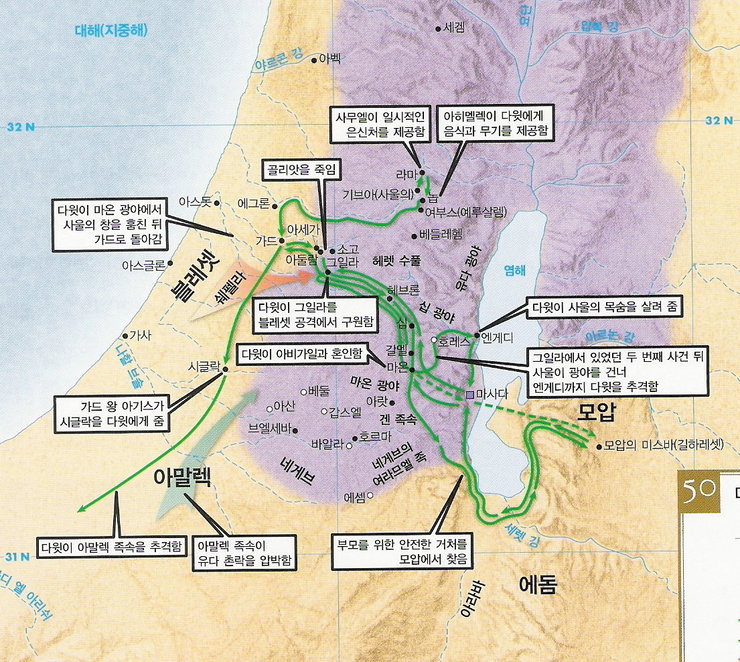 대해(지중해)
세겜
얍복 강
야르콘 강
아벡
32 N
32 N
사무엘이 일시적인
은신처를 제공함
아히멜렉이 다윗에게
음식과 무기를 제공함
골리앗을 죽임
라마
기브아(사울의)
놉
여부스(예루살렘)
다윗이 마온 광야에서
사울의 창을 훔친 뒤
가드로 돌아감
아스돗
에그론
가드
아세가
소고
아둘람
그일라
베들레헴
헤렛 수풀
유다 광야
염해
아스글론
블레셋
쉐펠라
헤브론
십 광야
다윗이 그일라를
블레셋 공격에서 구원함
다윗이 사울의 목숨을 살려 줌
가사
나할 브솔
십
호레스
엔게디
아르논 강
다윗이 아비가일과 혼인함
갈멜
마온
그일라에서 있었던 두 번째 사건 뒤
사울이 광야를 건너
엔게디까지 다윗을 추격함
시글락
마온 광야
마사다
베둘
아랏
아산
갑스엘
겐 족속
모압
가드 왕 아기스가
시글락을 다윗에게 줌
브엘세바
바알라
호르마
모압의 미스바(길하레셋)
아말렉
네게브
네게브의
여라므엘 족
에셈
50
다윗이 아말렉 족속을 추격함
아말렉 족속이
유다 촌락을 압박함
부모를 위한 안전한 거처를
모압에서 찾음
세렛 강
31 N
에돔
아라바
와디 엘 아리쉬